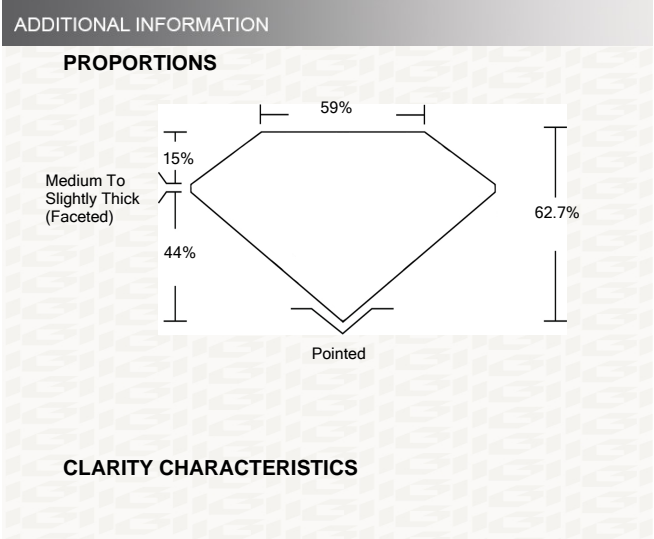 ADDITIONAL INFORMATION
PROPORTIONS
59%
15%
Medium To
Slightly Thick
(Faceted)
62.7%
44%
Pointed
CLARITY CHARACTERISTICS